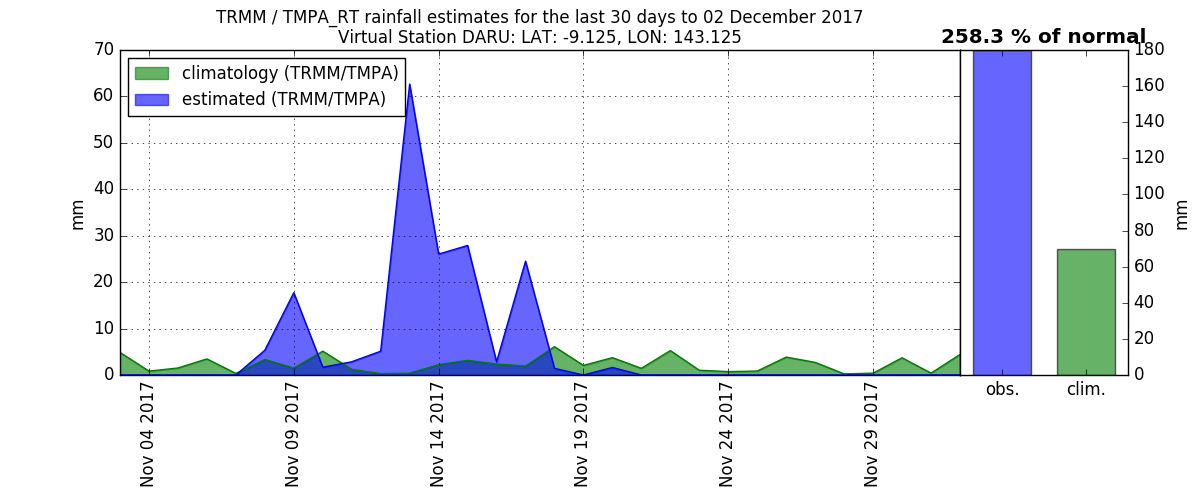 TRMM / TMPA_RT rainfall estimates for the last 30 days to 02 December 2017
Virtual Station DARU: LAT: -9.125, LON: 143.125
258.3 % of normal
climatology (TRMM/TMPA)
estimated (TRMM/TMPA)
mm
70
60
50
40
30
20
10
0
Nov 04 2017
Nov 09 2017
Nov 14 2017
Nov 19 2017
Nov 24 2017
Nov 29 2017
180
160
140
120
100
80
60
40
20
0
mm
obs.
clim.